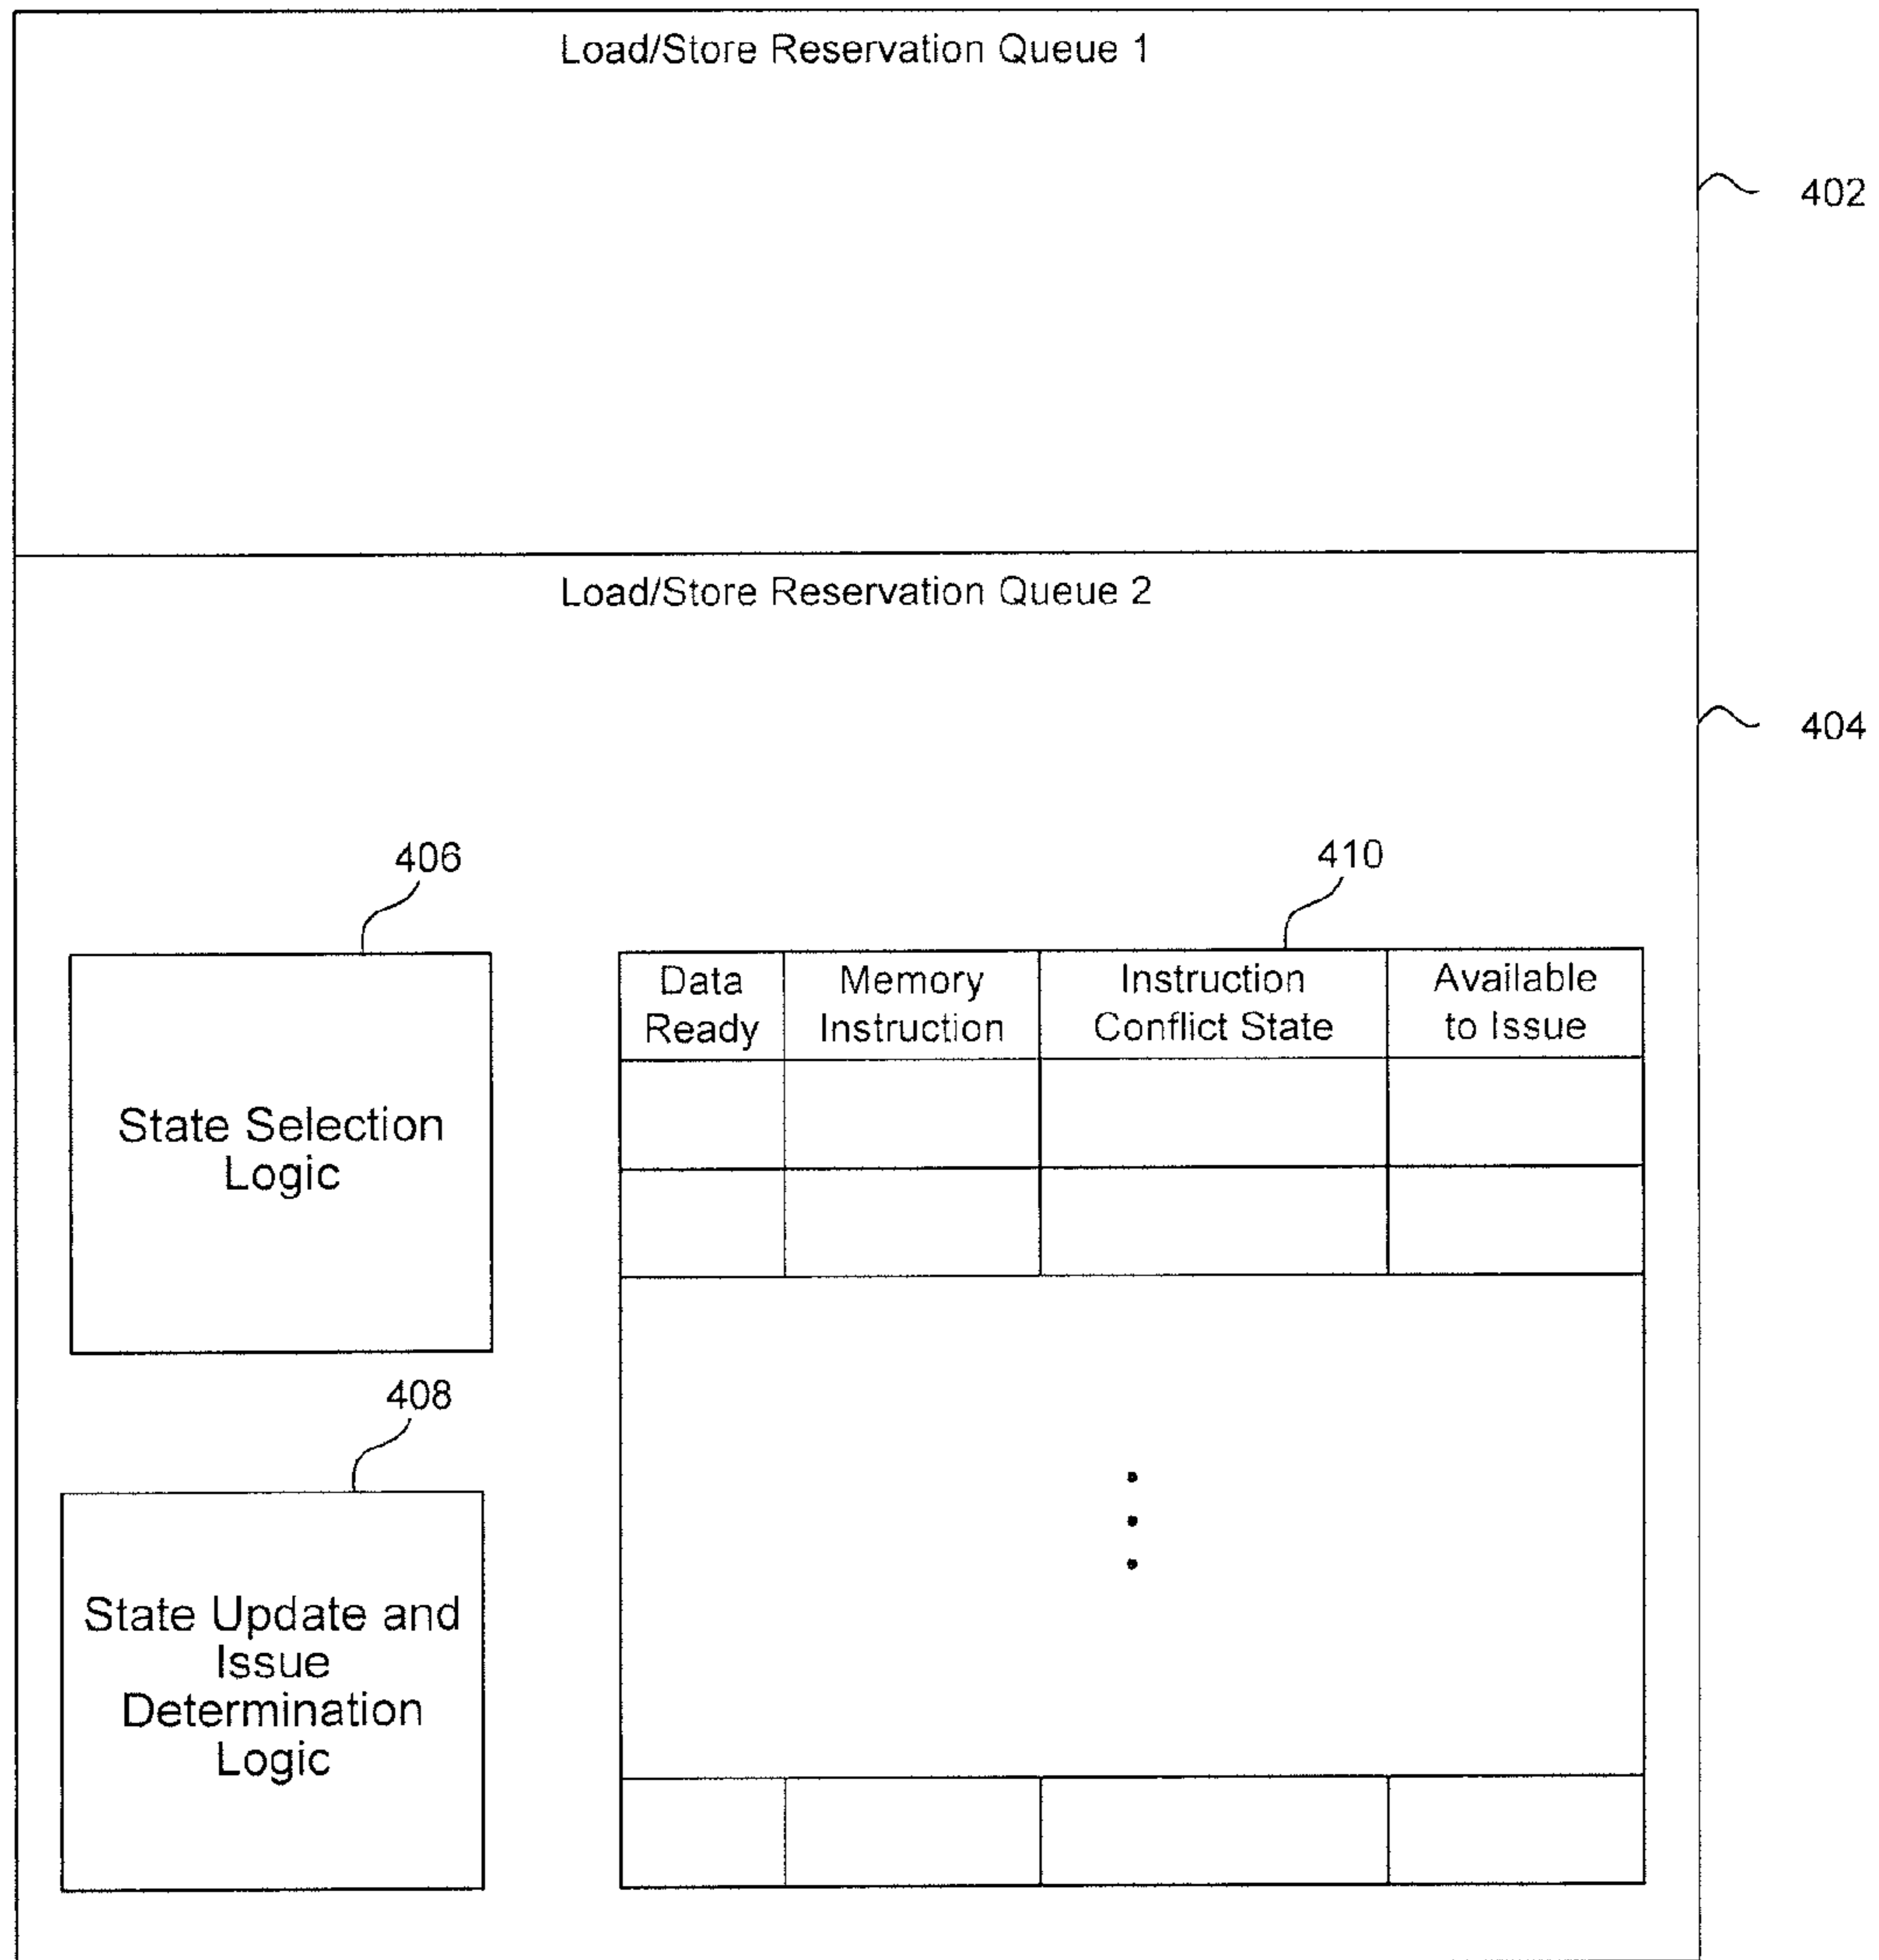 Load/Store Reservation Queue 1
402
Load/Store Reservation Queue 2
404
406
410
State Selection
Logic
Data
Ready
Memory
Instruction
Instruction
Conflict State
Available
to Issue
408
State Update and
Issue
Determination
Logic